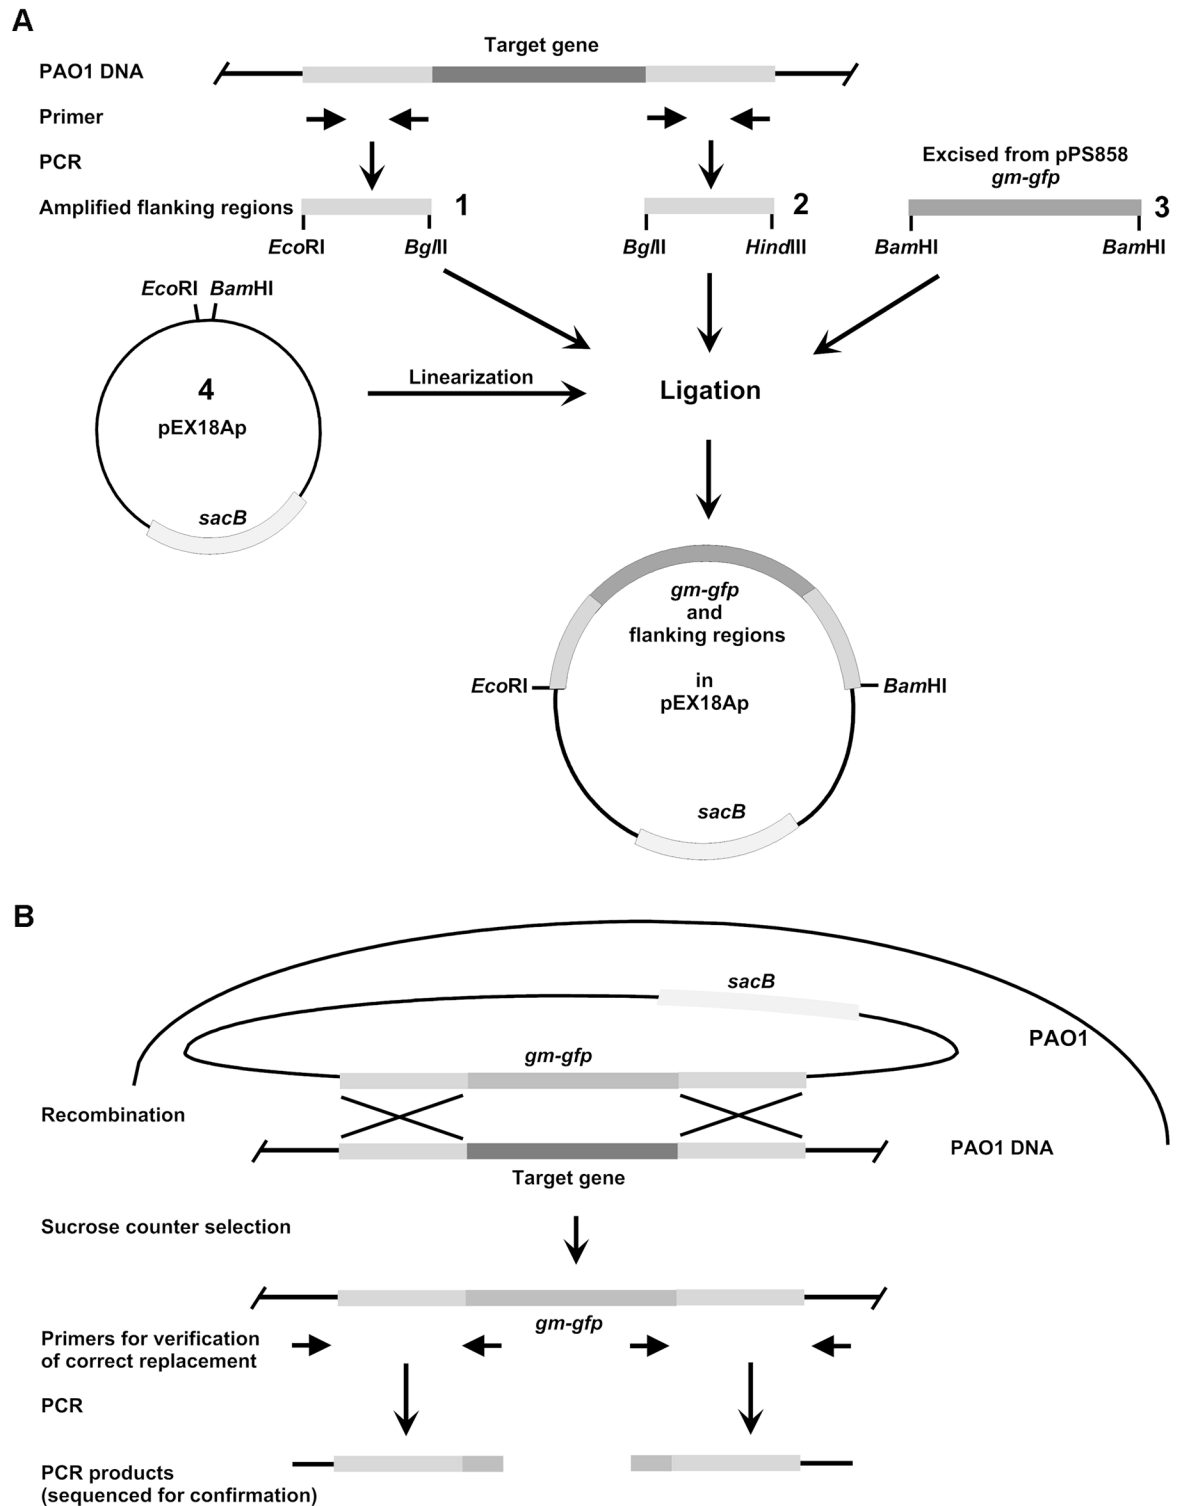 A
Target gene
PAO1 DNA
Primer
PCR
Excised from pPS858
gm-gfp
Amplified flanking regions
1
2
3
EcoRI
BglII
BglII
HindIII
BamHI
BamHI
EcoRI BamHI
4
pEX18Ap
sacB
Linearization
Ligation
gm-gfp
and
flanking regions
in
pEX18Ap
EcoRI
BamHI
sacB
B
sacB
PAO1
gm-gfp
Recombination
PAO1 DNA
Target gene
Sucrose counter selection
gm-gfp
Primers for verification
of correct replacement
PCR
PCR products
(sequenced for confirmation)